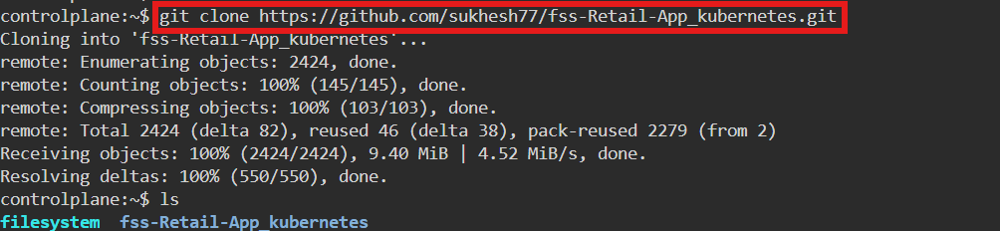 controlplane:~$ git clone https://github.com/sukhesh77/fss-Retail-App_kubernetes.git
Cloning into 'fss-Retail-App_kubernetes'...
remote: Enumerating objects: 2424, done.
remote: Counting objects: 100% (145/145), done.
remote: Compressing objects: 100% (103/103), done.
remote: Total 2424 (delta 82), reused 46 (delta 38), pack-reused 2279 (from 2)
Receiving objects: 100% (2424/2424), 9.40 MiB | 4.52 MiB/s, done.
Resolving deltas: 100% (550/550), done.
controlplane:~$ ls
filesystem  fss-Retail-App_kubernetes